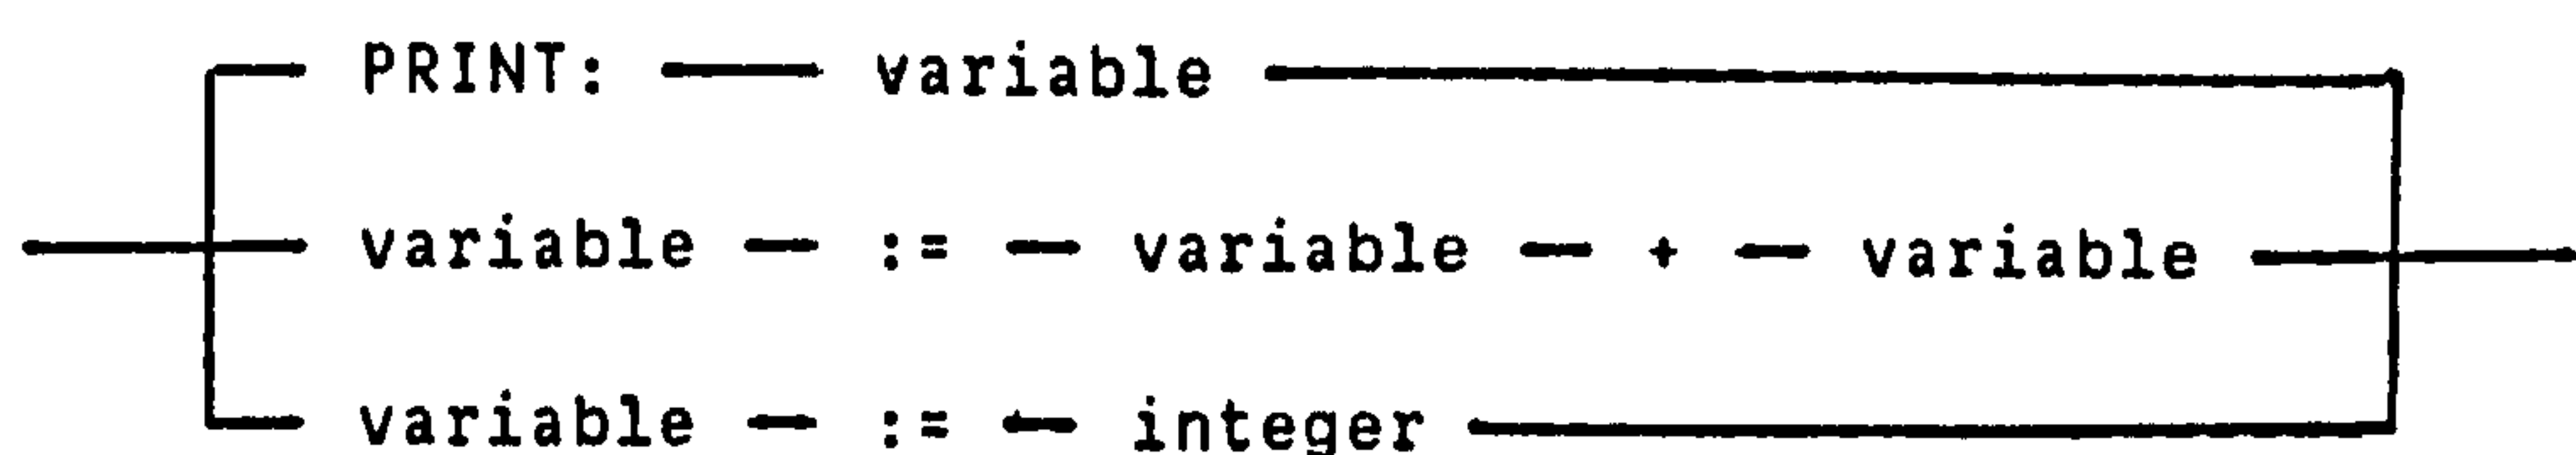 PRINT: variable
variable := variable + variable
variable := integer